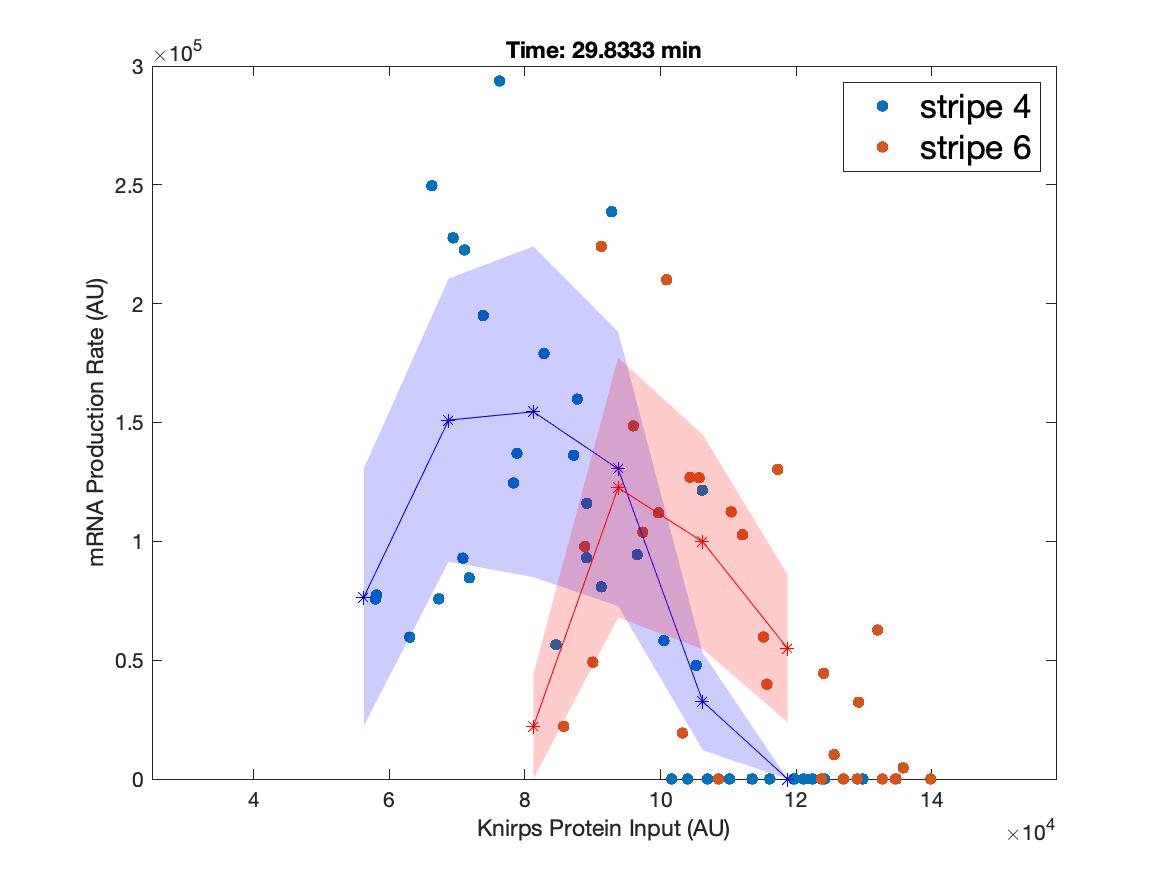 Time: 29.8333 min
×10^5
3
2.5
2
1.5
1
0.5
0
mRNA Production Rate (AU)
stripe 4
stripe 6
4 6 8 10 12 14
Knirps Protein Input (AU)
×10^4